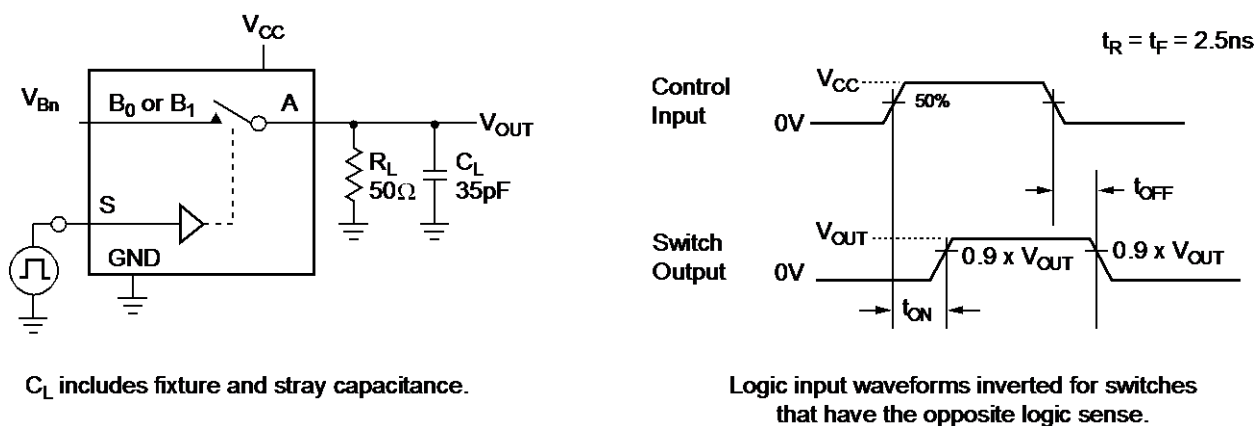 V_CC
V_Bn
B_0 or B_1
A
V_OUT
R_L
50Ω
C_L
35pF
S
GND
C_L includes fixture and stray capacitance.
t_R = t_F = 2.5ns
Control
Input
V_CC
50%
0V
t_OFF
Switch
Output
V_OUT
0.9 x V_OUT
0.9 x V_OUT
0V
t_ON
Logic input waveforms inverted for switches
that have the opposite logic sense.